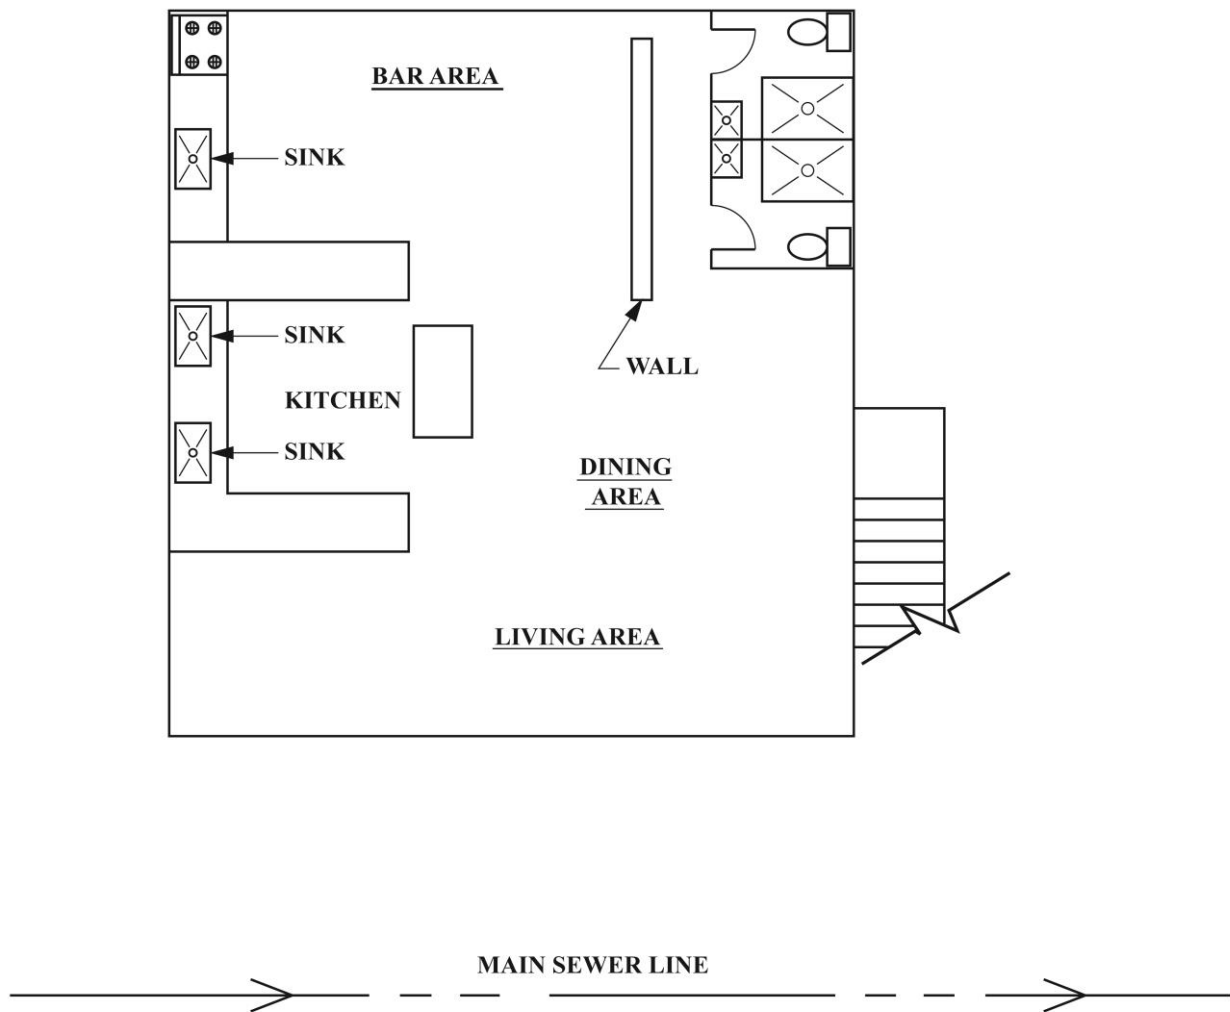 BAR AREA
SINK
SINK
WALL
KITCHEN
SINK
DINING
AREA
LIVING AREA
MAIN SEWER LINE